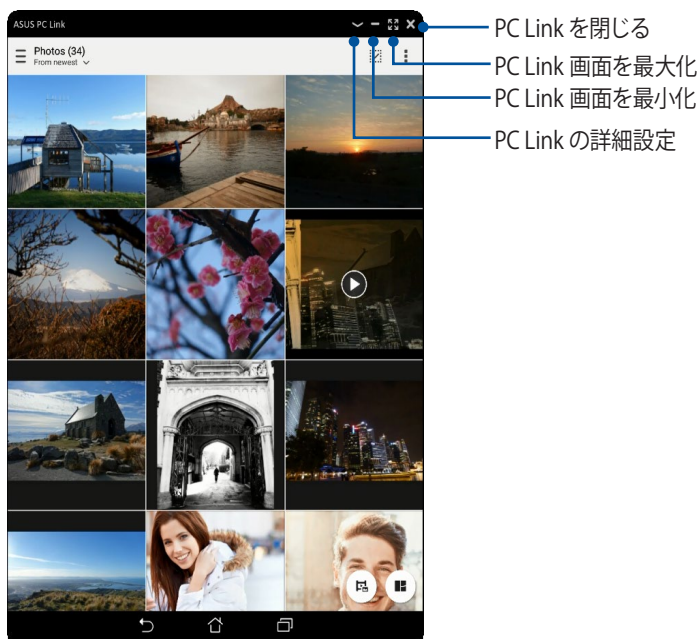 ASUS PC Link
Photos (34)
From newest
PC Link を閉じる
PC Link 画面を最大化
PC Link 画面を最小化
PC Link の詳細設定